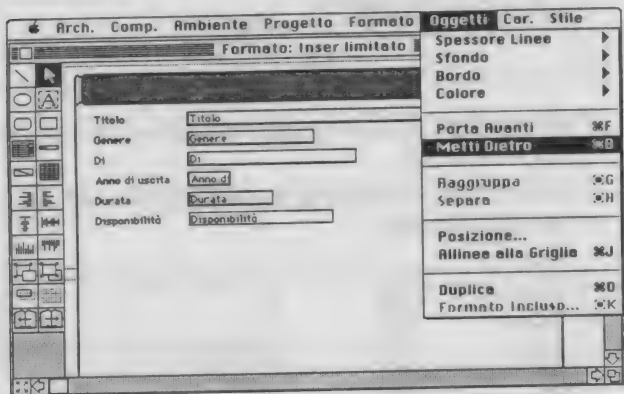 Arch. Comp. Ambiente Progetto Formato Oggetti Car. Stile
Formato: Inser limitato
Spessore Linee
Sfondo
Bordo
Colore
Porta Avanti ⌘F
Metti Dietro ⌘B
Raggruppa ⌘G
Separa ⌘H
Posizione...
Allinea alla Griglia ⌘J
Duplica ⌘D
Formato Incluso... ⌘K
A
Titolo Titolo
Genere Genere
Di Di
Anno di uscita Anno di
Durata Durata
Disponibilità Disponibilità